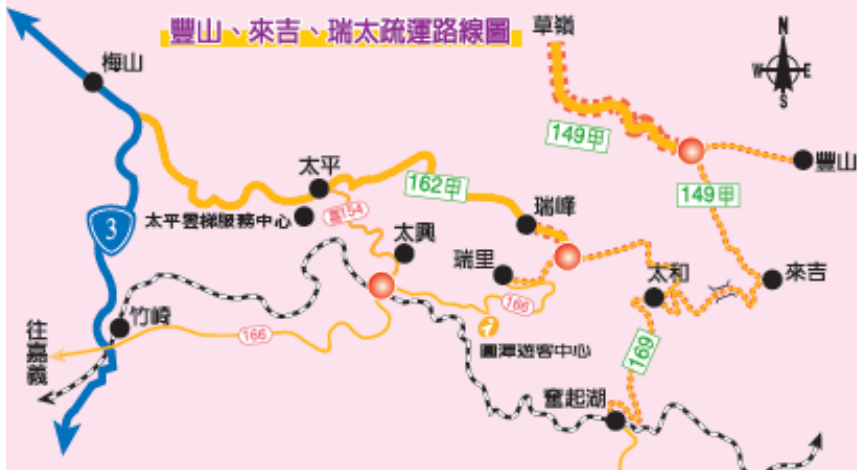 豐山、來吉、瑞太疏運路線圖
草嶺
N
W E
S
梅山
149甲
豐山
太平
162甲
149甲
太平雲梯服務中心
154
瑞峰
3
太興
瑞里
太和
來吉
166
竹崎
166
i
圓潭遊客中心
169
往嘉義
奮起湖